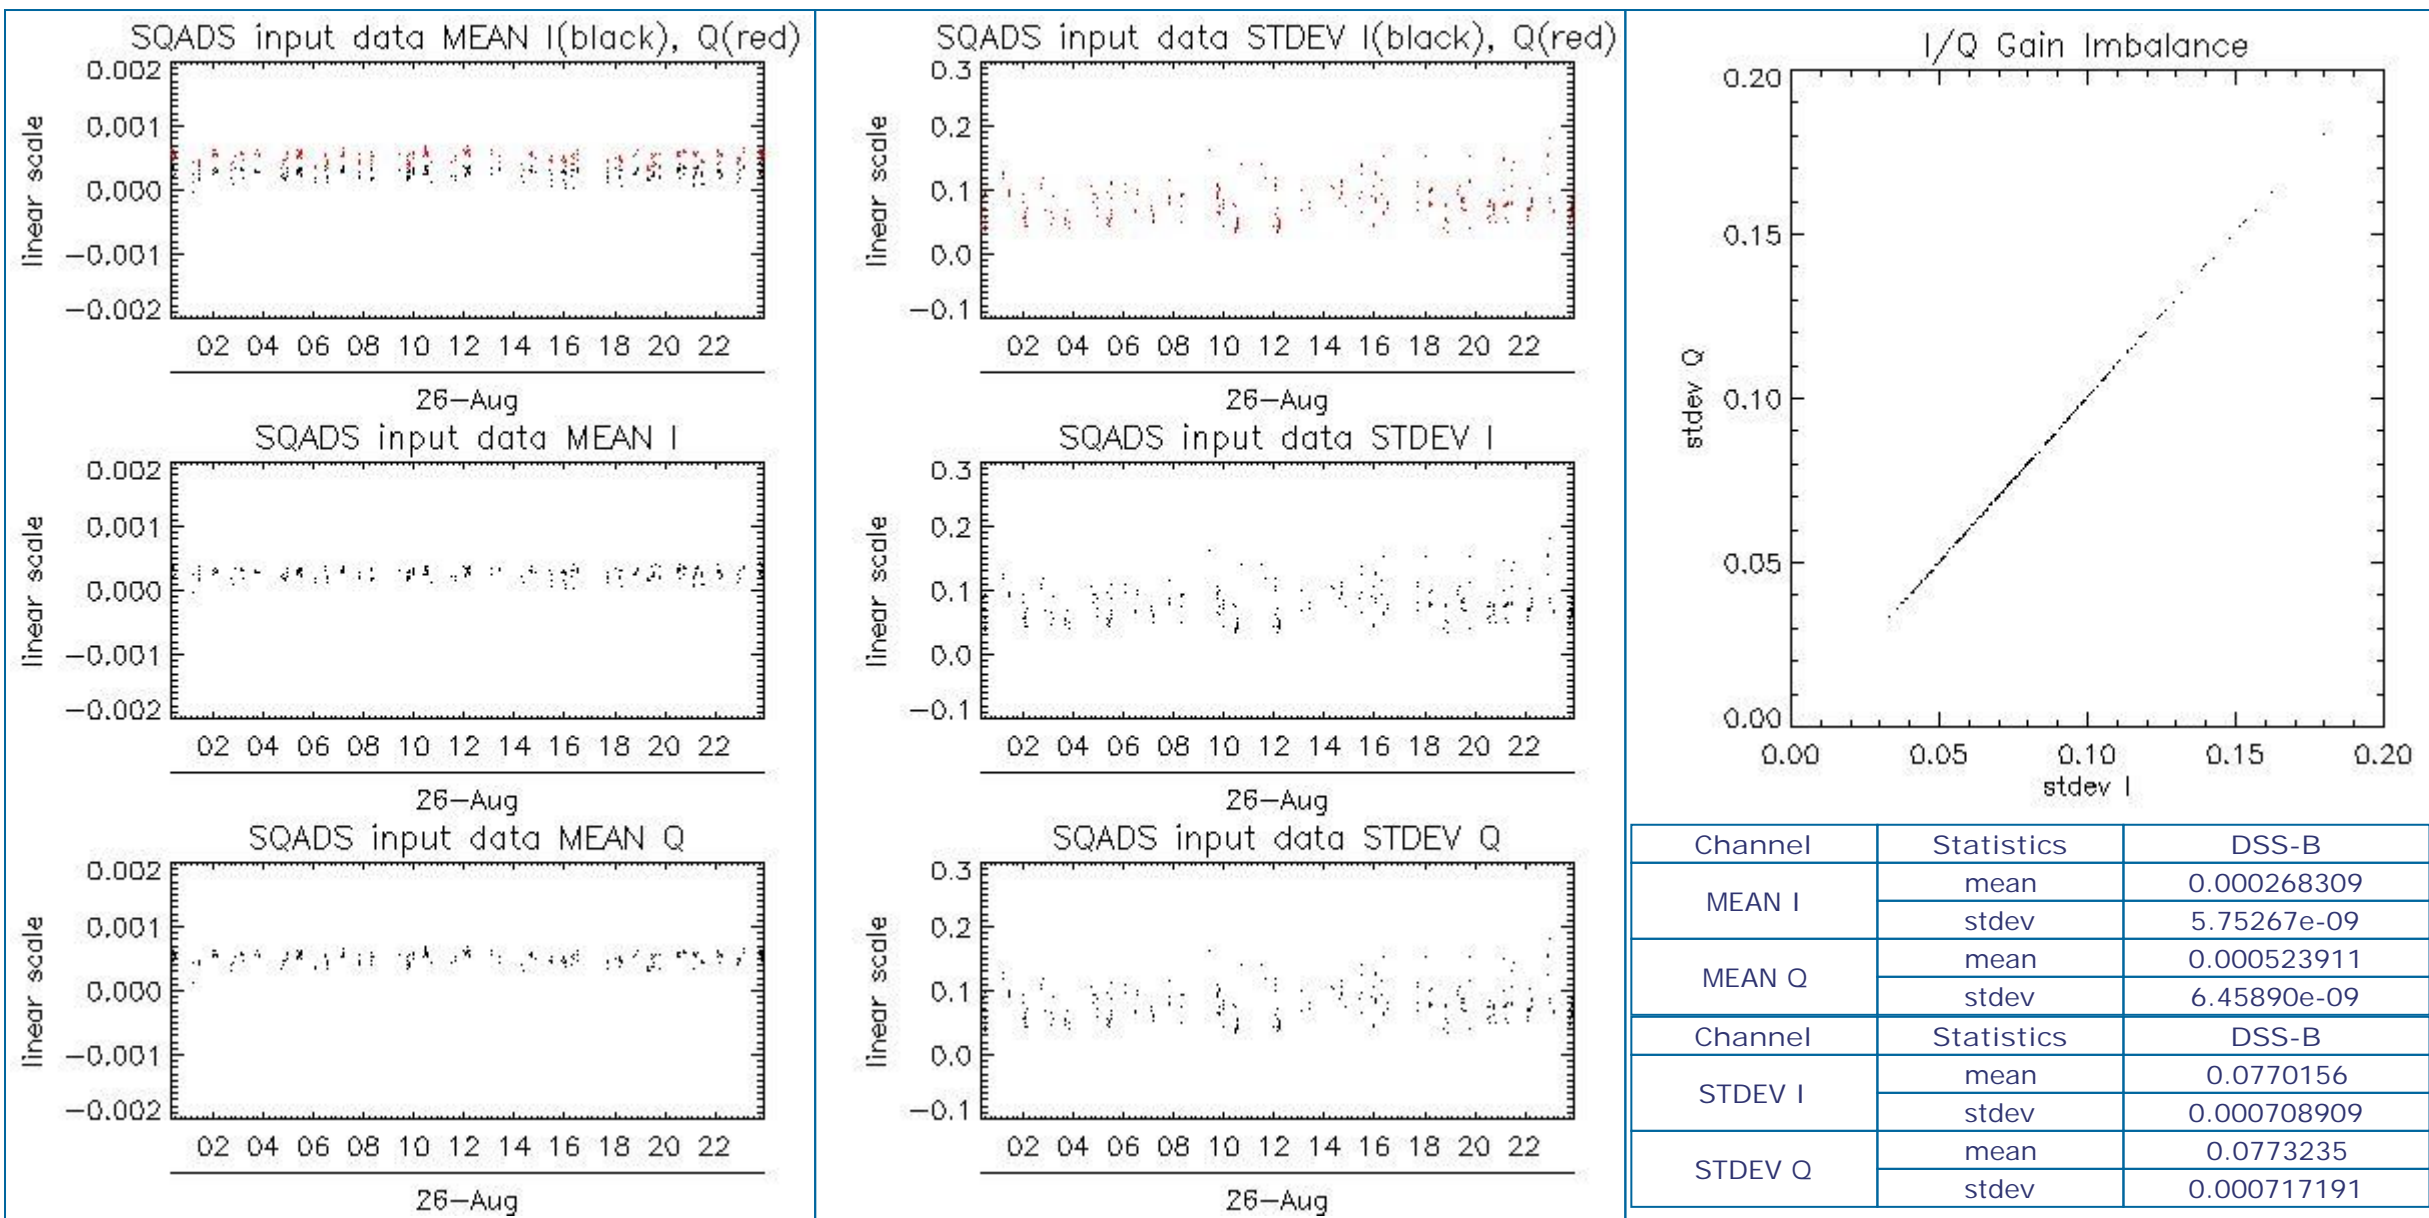 SQADS input data MEAN I(black), Q(red)
linear scale
0.002
0.001
0.000
−0.001
−0.002
02 04 06 08 10 12 14 16 18 20 22
26−Aug
SQADS input data MEAN I
linear scale
0.002
0.001
0.000
−0.001
−0.002
02 04 06 08 10 12 14 16 18 20 22
26−Aug
SQADS input data MEAN Q
linear scale
0.002
0.001
0.000
−0.001
−0.002
02 04 06 08 10 12 14 16 18 20 22
26−Aug
SQADS input data STDEV I(black), Q(red)
linear scale
0.3
0.2
0.1
0.0
−0.1
02 04 06 08 10 12 14 16 18 20 22
26−Aug
SQADS input data STDEV I
linear scale
0.3
0.2
0.1
0.0
−0.1
02 04 06 08 10 12 14 16 18 20 22
26−Aug
SQADS input data STDEV Q
linear scale
0.3
0.2
0.1
0.0
−0.1
02 04 06 08 10 12 14 16 18 20 22
26−Aug
I/Q Gain Imbalance
stdev Q
0.20
0.15
0.10
0.05
0.00
0.00 0.05 0.10 0.15 0.20
stdev I
Channel Statistics DSS-B
MEAN I mean 0.000268309
stdev 5.75267e-09
MEAN Q mean 0.000523911
stdev 6.45890e-09
Channel Statistics DSS-B
STDEV I mean 0.0770156
stdev 0.000708909
STDEV Q mean 0.0773235
stdev 0.000717191